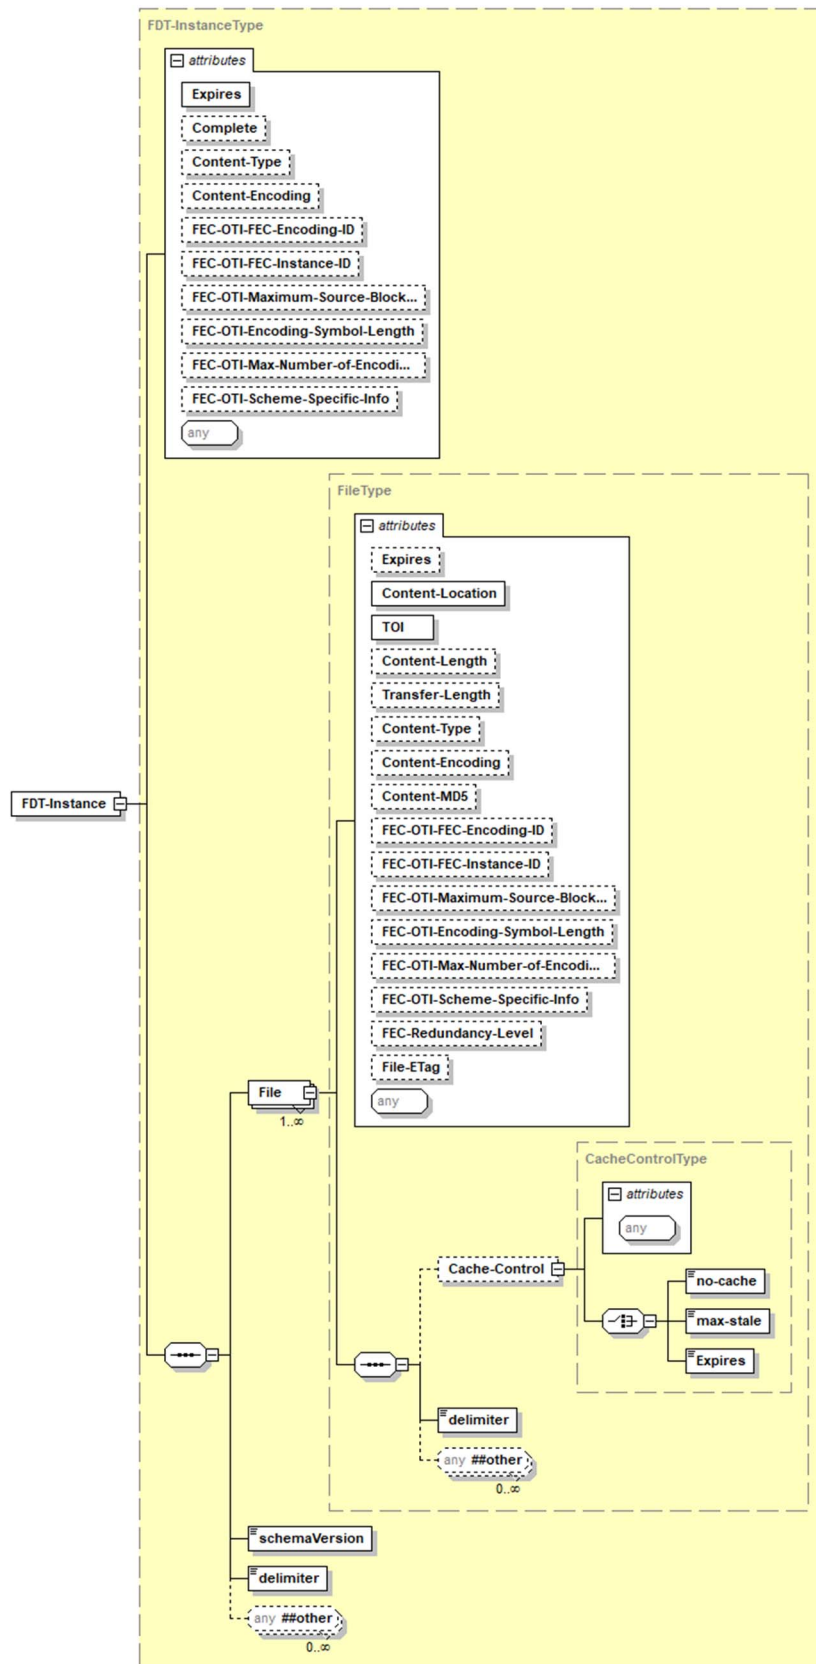 FDT-InstanceType
attributes
Expires
Complete
Content-Type
Content-Encoding
FEC-OTI-FEC-Encoding-ID
FEC-OTI-FEC-Instance-ID
FEC-OTI-Maximum-Source-Block...
FEC-OTI-Encoding-Symbol-Length
FEC-OTI-Max-Number-of-Encodi...
FEC-OTI-Scheme-Specific-Info
any
FileType
attributes
Expires
Content-Location
TOI
Content-Length
Transfer-Length
Content-Type
Content-Encoding
Content-MD5
FDT-Instance
FEC-OTI-FEC-Encoding-ID
FEC-OTI-FEC-Instance-ID
FEC-OTI-Maximum-Source-Block...
FEC-OTI-Encoding-Symbol-Length
FEC-OTI-Max-Number-of-Encodi...
FEC-OTI-Scheme-Specific-Info
FEC-Redundancy-Level
File-ETag
any
File
1..∞
CacheControlType
attributes
any
Cache-Control
no-cache
max-stale
Expires
delimiter
any ##other
0..∞
schemaVersion
delimiter
any ##other
0..∞